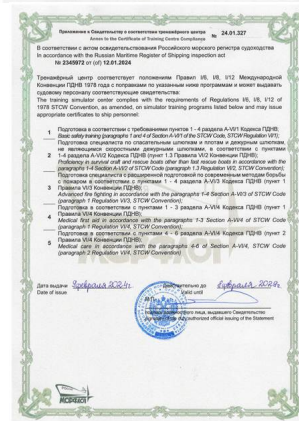 Приложение к Свидетельству о соответствии тренажёрного центра № 24.01.327
Annex to the Certificate of Training Centre Compliance
В соответствии с актом освидетельствования Российского морского регистра судоходства
In accordance with the Russian Maritime Register of Shipping inspection act
№ 2345972 от (of) 12.01.2024
Тренажёрный центр соответствует положениям Правил I/6, I/8, I/12 Международной
Конвенции ПДНВ 1978 года с поправками по указанным ниже программам и может выдавать
судовому персоналу соответствующие свидетельства:
The training simulator center complies with the requirements of Regulations I/6, I/8, I/12 of
1978 STCW Convention, as amended, on simulator training programs listed below and may issue
appropriate certificates to ship personnel:
1 Подготовка в соответствии с требованиями пунктов 1 - 4 раздела A-VI/1 Кодекса ПДНВ;
Basic safety training (paragraphs 1 and 4 of Section A-VI/1 of the STCW Code, STCW Regulation VI/1);
Подготовка специалиста по спасательным шлюпкам и плотам и дежурным шлюпкам,
не являющимся скоростными дежурными шлюпками, в соответствии с пунктами
2 1-4 раздела A-VI/2 Кодекса ПДНВ (пункт 1.3 Правила VI/2 Конвенции ПДНВ);
Proficiency in survival craft and rescue boats other than fast rescue boats in accordance with the
paragraphs 1-4 Section A-VI/2 of STCW Code (paragraph 1.3 Regulation VI/2, STCW Convention);
Подготовка специалиста с расширенной подготовкой по современным методам борьбы
с пожаром в соответствии с пунктами 1 - 4 раздела A-VI/3 Кодекса ПДНВ (пункт 1
3 Правила VI/3 Конвенции ПДНВ);
Advanced fire fighting in accordance with the paragraphs 1-4 Section A-VI/3 of STCW Code
(paragraph 1 Regulation VI/3, STCW Convention);
Подготовка в соответствии с пунктами 1 - 3 раздела A-VI/4 Кодекса ПДНВ (пункт 1
4 Правила VI/4 Конвенции ПДНВ);
Medical first aid in accordance with the paragraphs 1-3 Section A-VI/4 of STCW Code
(paragraph 1 Regulation VI/4, STCW Convention);
Подготовка в соответствии с пунктами 4 - 6 раздела A-VI/4 Кодекса ПДНВ (пункт 2
5 Правила VI/4 Конвенции ПДНВ);
Medical care in accordance with the paragraphs 4-6 of Section A-VI/4, STCW Code
(paragraph 2 Regulation VI/4, STCW Convention)
Дата выдачи февраля 2024г. Действительно до февраля
Date of issue Valid until
М.П.
подпись должностного лица, выдавшего Свидетельство
signature of duly authorized official issuing of the Statement